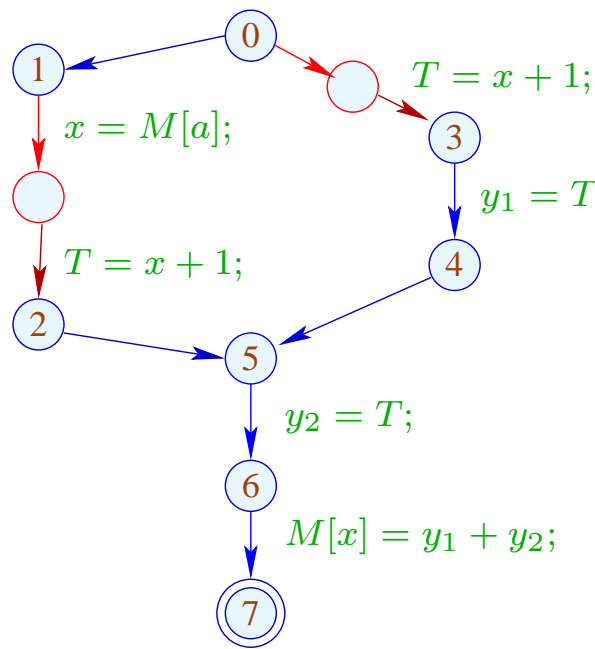 0
1
T = x + 1;
x = M[a];
3
y₁ = T
T = x + 1;
4
2
5
y₂ = T;
6
M[x] = y₁ + y₂;
7